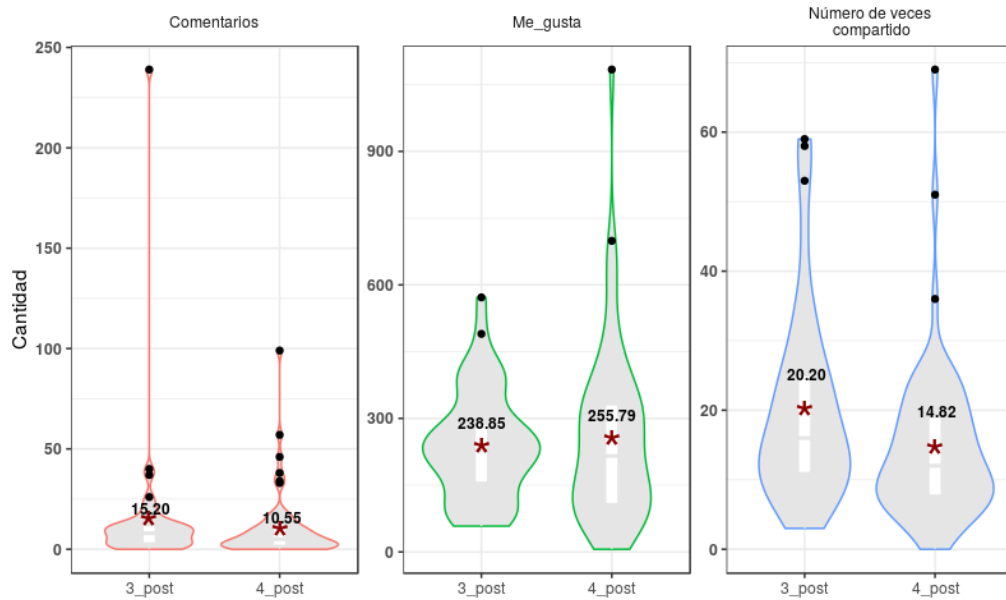 Comentarios
Me_gusta
Número de veces
compartido
Cantidad
250
200
150
100
50
0
15.20
10.55
3_post
4_post
900
600
300
0
238.85
255.79
3_post
4_post
60
40
20
0
20.20
14.82
3_post
4_post